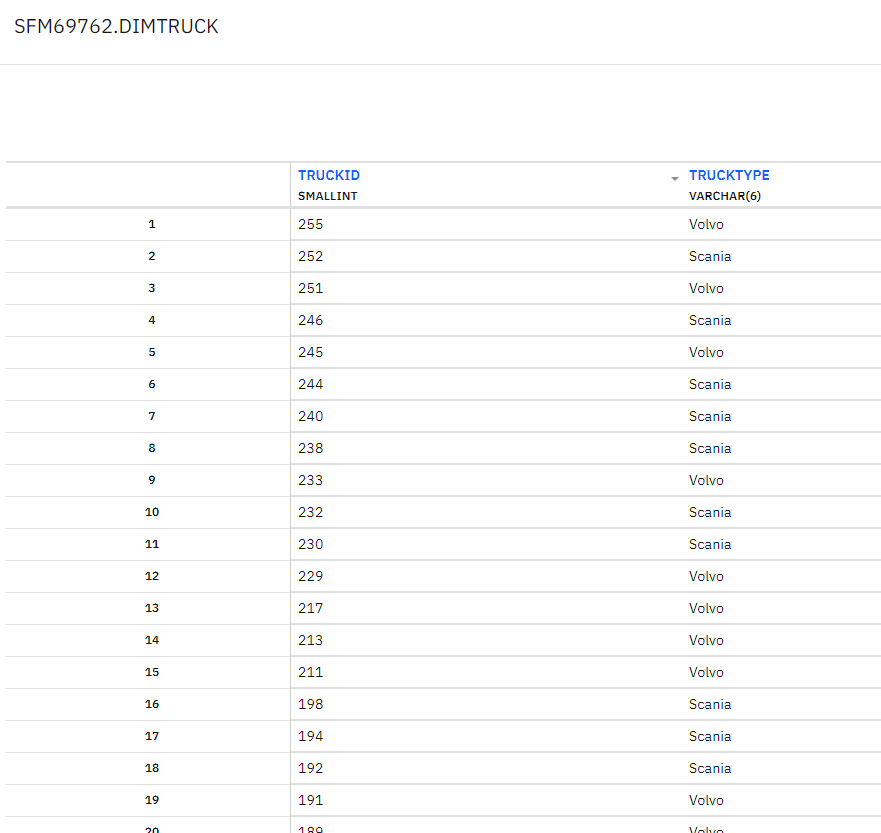 SFM69762.DIMTRUCK
TRUCKID TRUCKTYPE
SMALLINT VARCHAR(6)
1 255 Volvo
2 252 Scania
3 251 Volvo
4 246 Scania
5 245 Volvo
6 244 Scania
7 240 Scania
8 238 Scania
9 233 Volvo
10 232 Scania
11 230 Scania
12 229 Volvo
13 217 Volvo
14 213 Volvo
15 211 Volvo
16 198 Scania
17 194 Scania
18 192 Scania
19 191 Volvo
20 189 Volvo